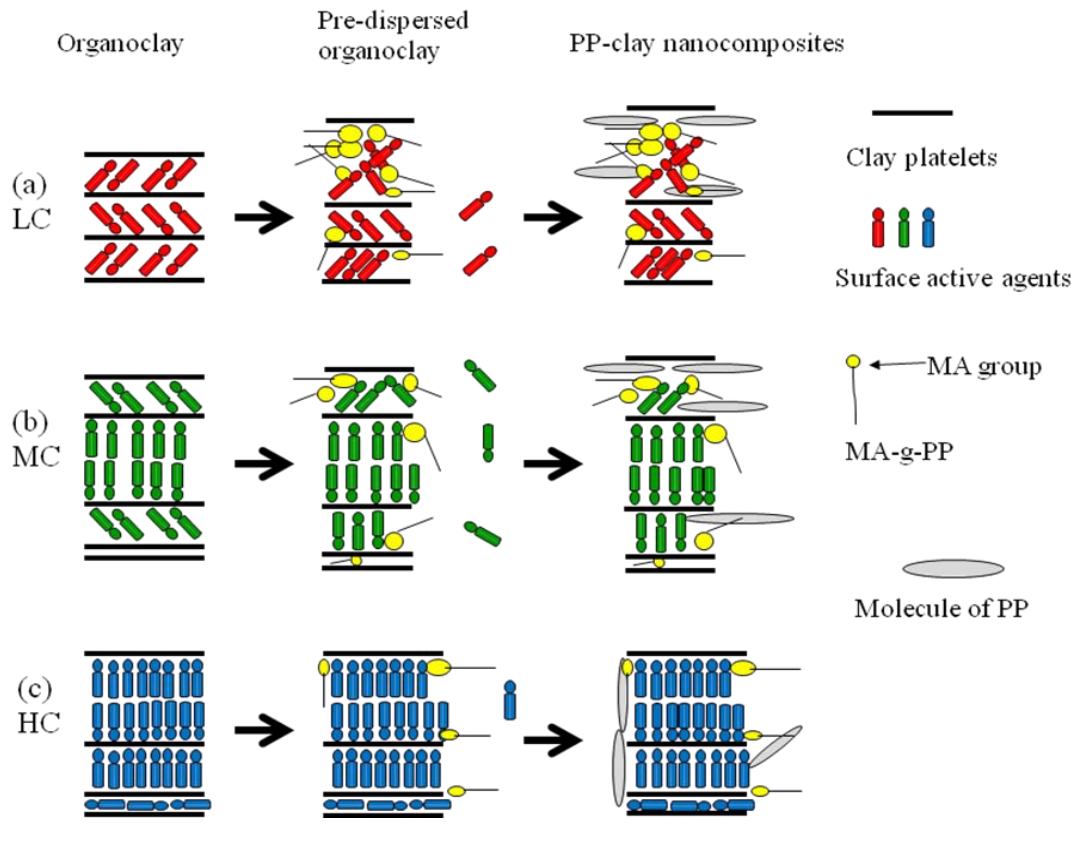 Organoclay
Pre-dispersed
organoclay
PP-clay nanocomposites
(a)
LC
Clay platelets
Surface active agents
(b)
MC
MA group
MA-g-PP
Molecule of PP
(c)
HC